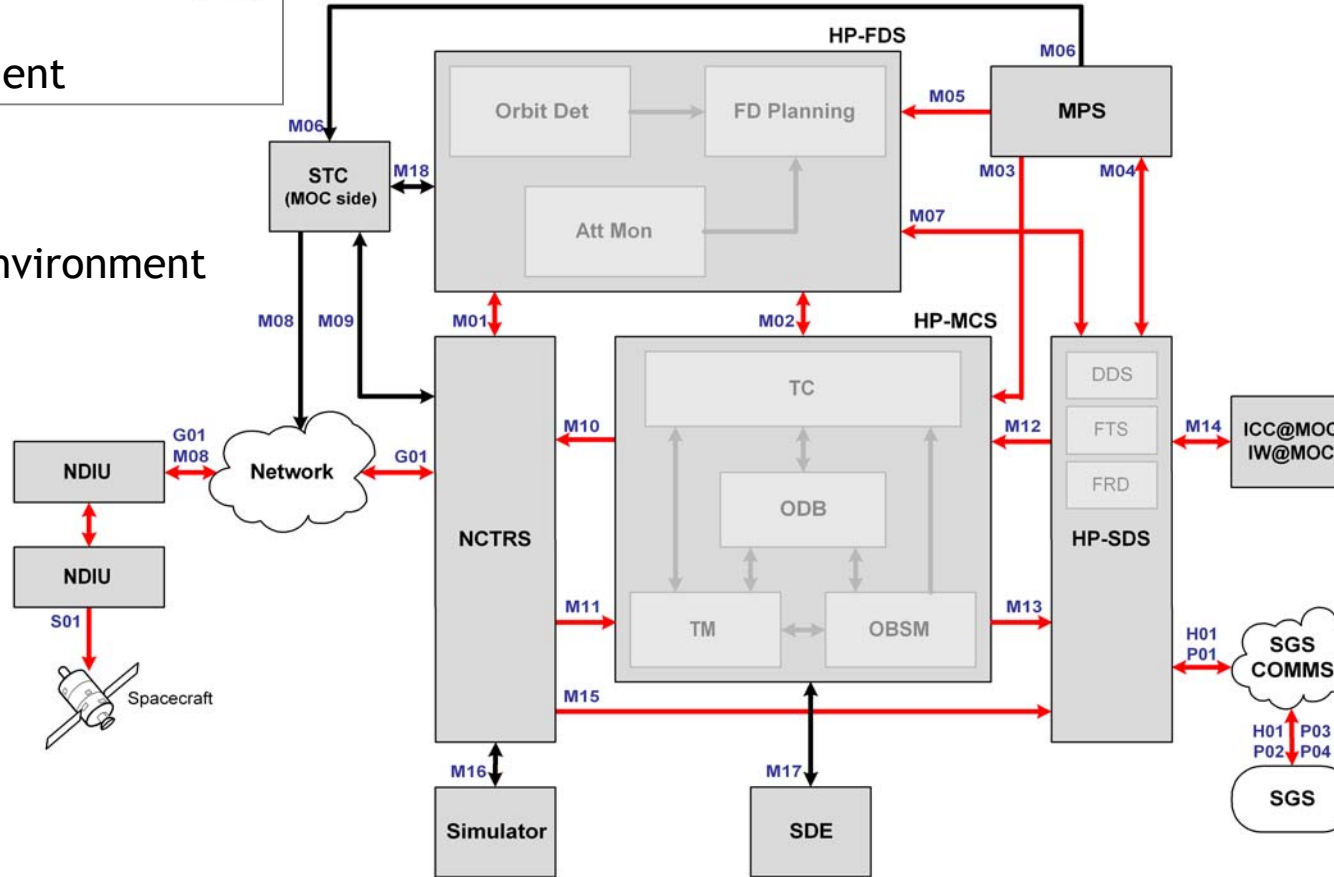 ent
nvironment
HP-FDS
M06
Orbit Det
FD Planning
M05
MPS
M06
STC
(MOC side)
M18
M03
M04
Att Mon
M07
M08
M09
M01
M02
HP-MCS
TC
DDS
FTS
FRD
HP-SDS
M10
M12
M14
ICC@MOC
IW@MOC
G01
M08
NDIU
Network
G01
NCTRS
ODB
NDIU
S01
M11
TM
OBSM
M13
Spacecraft
M15
H01
P01
SGS
COMMS
H01 P03
P02 P04
SGS
M16
Simulator
M17
SDE